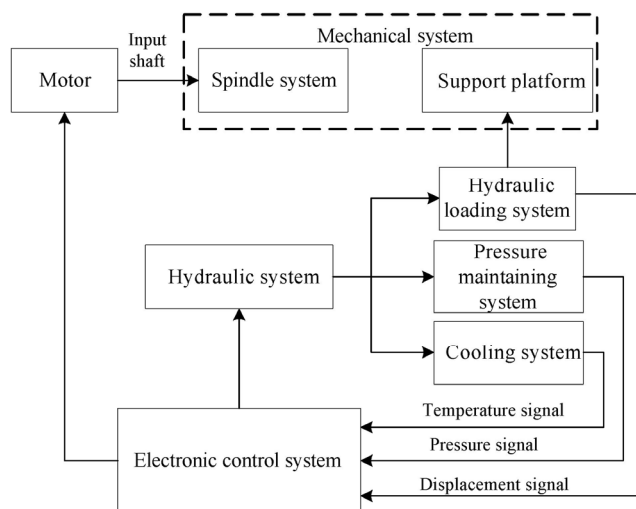 Mechanical system
Input
shaft
Motor
Spindle system
Support platform
Hydraulic
loading system
Pressure
maintaining
system
Hydraulic system
Cooling system
Temperature signal
Pressure signal
Electronic control system
Displacement signal